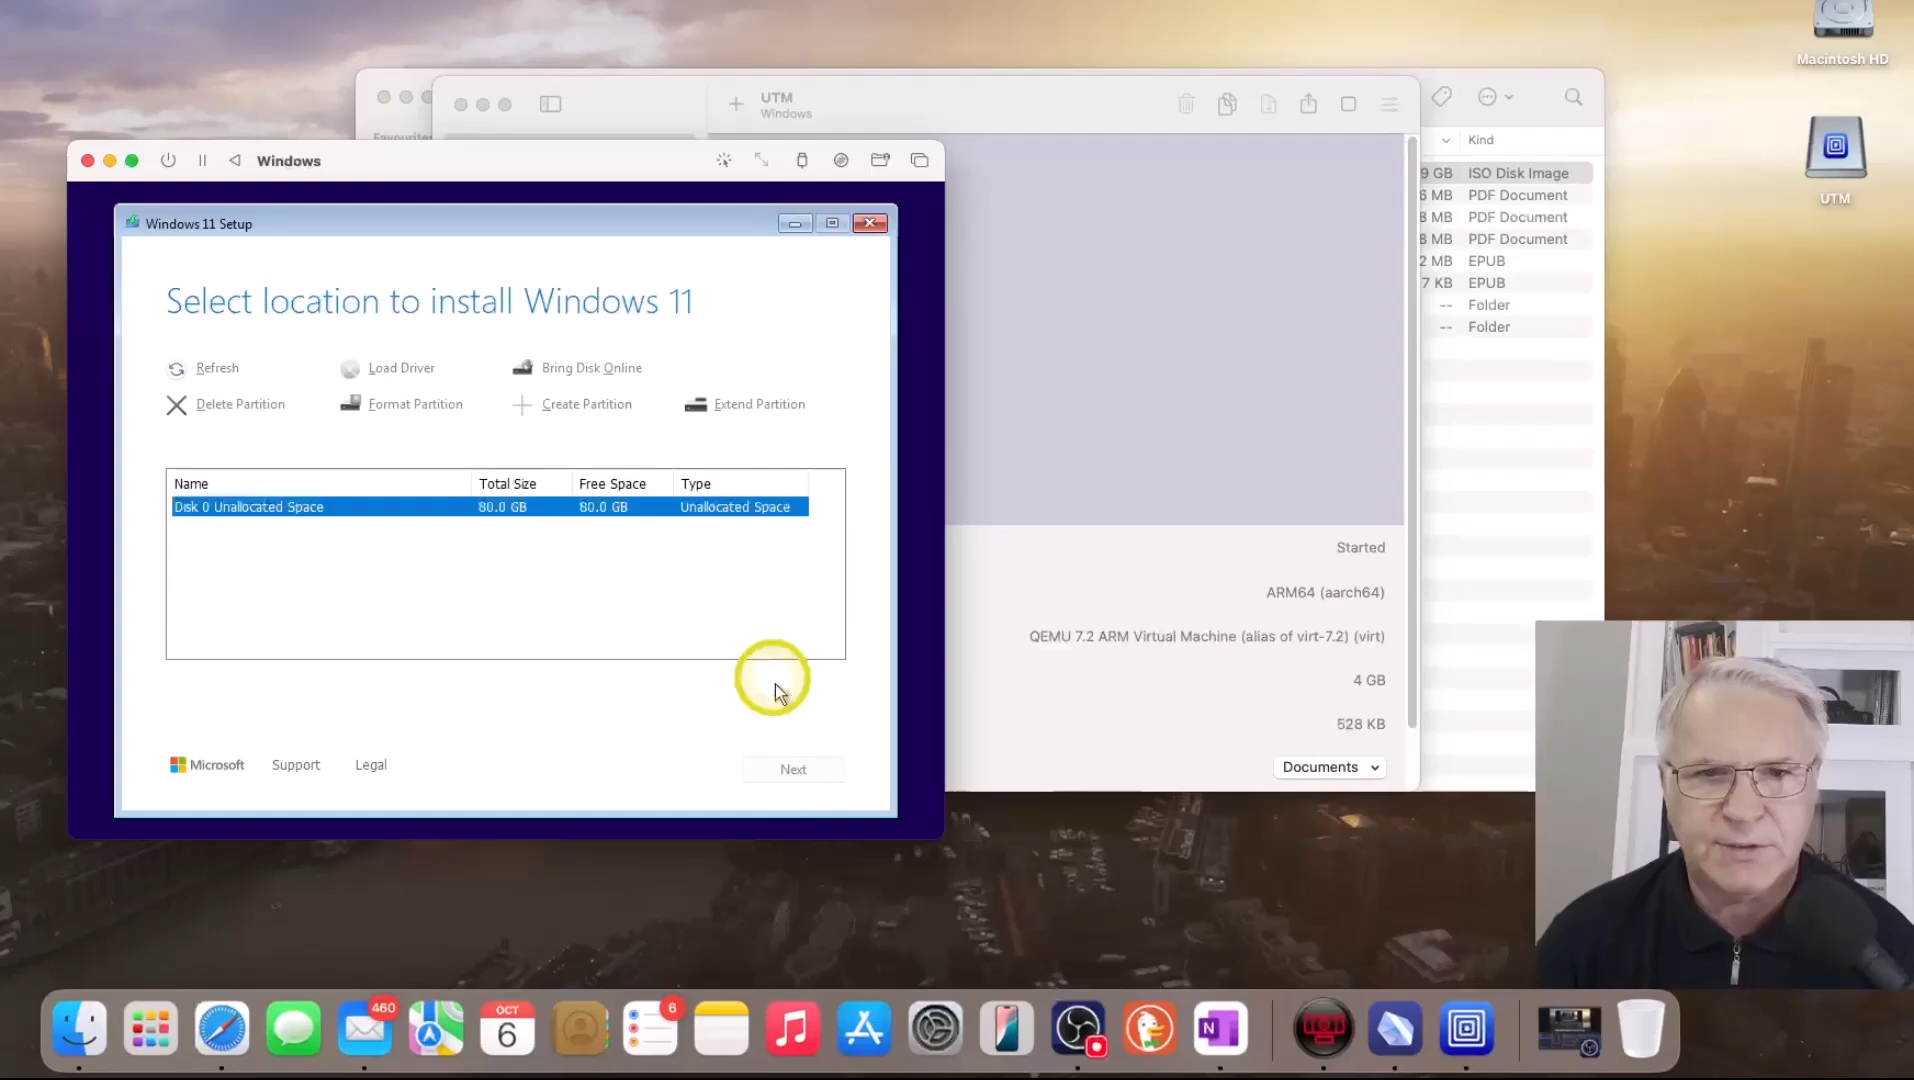 Macintosh HD
UTM
UTM
Windows
Favourites
Kind
9 GB ISO Disk Image
6 MB PDF Document
8 MB PDF Document
8 MB PDF Document
2 MB EPUB
7 KB EPUB
-- Folder
-- Folder
Windows
Windows 11 Setup
Select location to install Windows 11
Refresh
Load Driver
Bring Disk Online
Delete Partition
Format Partition
Create Partition
Extend Partition
Name Total Size Free Space Type
Disk 0 Unallocated Space 80.0 GB 80.0 GB Unallocated Space
Microsoft
Support
Legal
Next
Started
ARM64 (aarch64)
QEMU 7.2 ARM Virtual Machine (alias of virt-7.2) (virt)
4 GB
528 KB
Documents
460
OCT
6
6
N